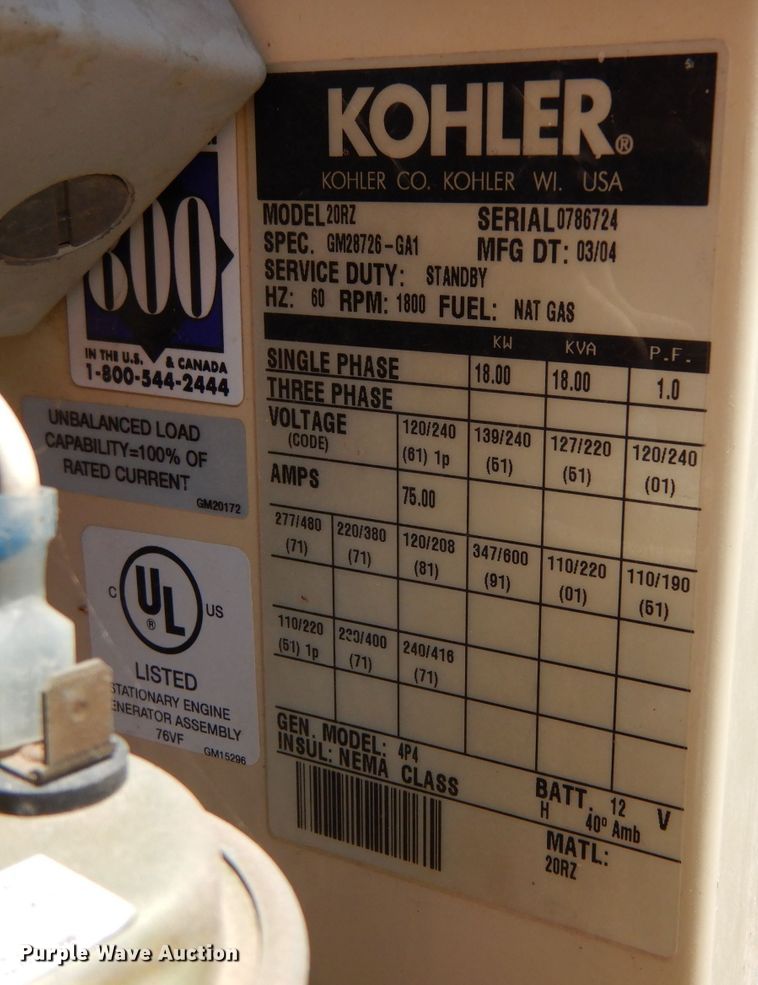 KOHLER®
KOHLER CO. KOHLER WI. USA
MODEL 20RZ SERIAL 0786724
SPEC. GM28726-GA1 MFG DT: 03/04
SERVICE DUTY: STANDBY
HZ: 60 RPM: 1800 FUEL: NAT GAS
KW KVA P.F.
SINGLE PHASE 18.00 18.00 1.0
THREE PHASE
VOLTAGE 120/240 139/240 127/220 120/240
(CODE) (61) 1p (51) (51) (01)
AMPS 75.00
277/480 220/380 120/208 347/600 110/220 110/190
(71) (71) (81) (91) (01) (51)
110/220 230/400 240/416
(51) 1p (71) (71)
GEN. MODEL: 4P4
INSUL: NEMA CLASS H BATT. 12 V
40° Amb
MATL:
20RZ
800
IN THE U.S. & CANADA
1-800-544-2444
UNBALANCED LOAD
CAPABILITY=100% OF
RATED CURRENT
GM20172
C UL® US
LISTED
STATIONARY ENGINE
GENERATOR ASSEMBLY
76VF
GM15296
Purple Wave Auction